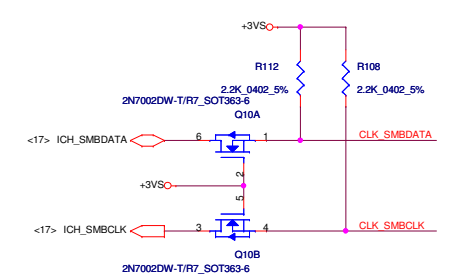 +3VS
R112
R108
2.2K_0402_5%
2.2K_0402_5%
2N7002DW-T/R7_SOT363-6
Q10A
<17> ICH_SMBDATA
6
1
CLK_SMBDATA
2
+3VS
5
<17> ICH_SMBCLK
3
4
CLK_SMBCLK
Q10B
2N7002DW-T/R7_SOT363-6